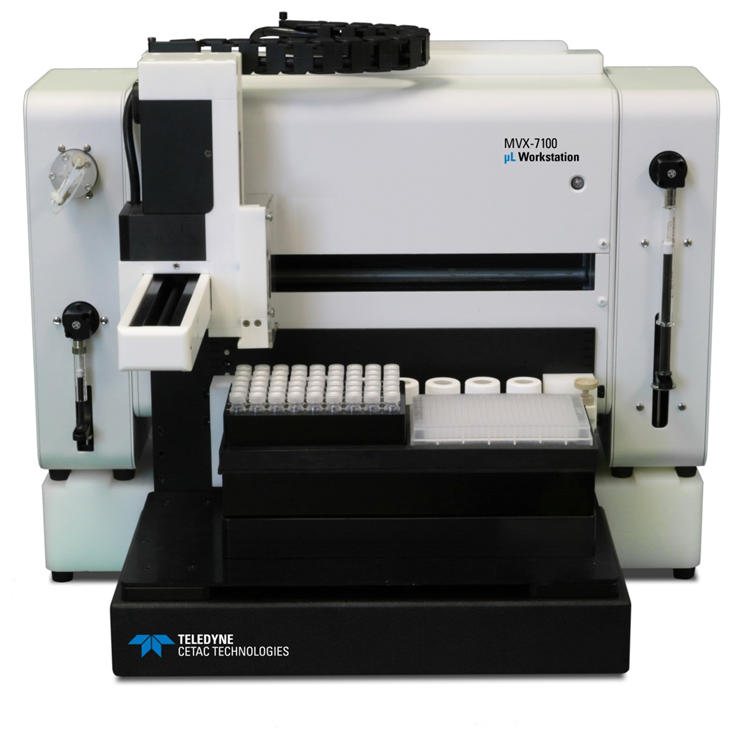 MVX-7100
µL Workstation
TELEDYNE
CETAC TECHNOLOGIES